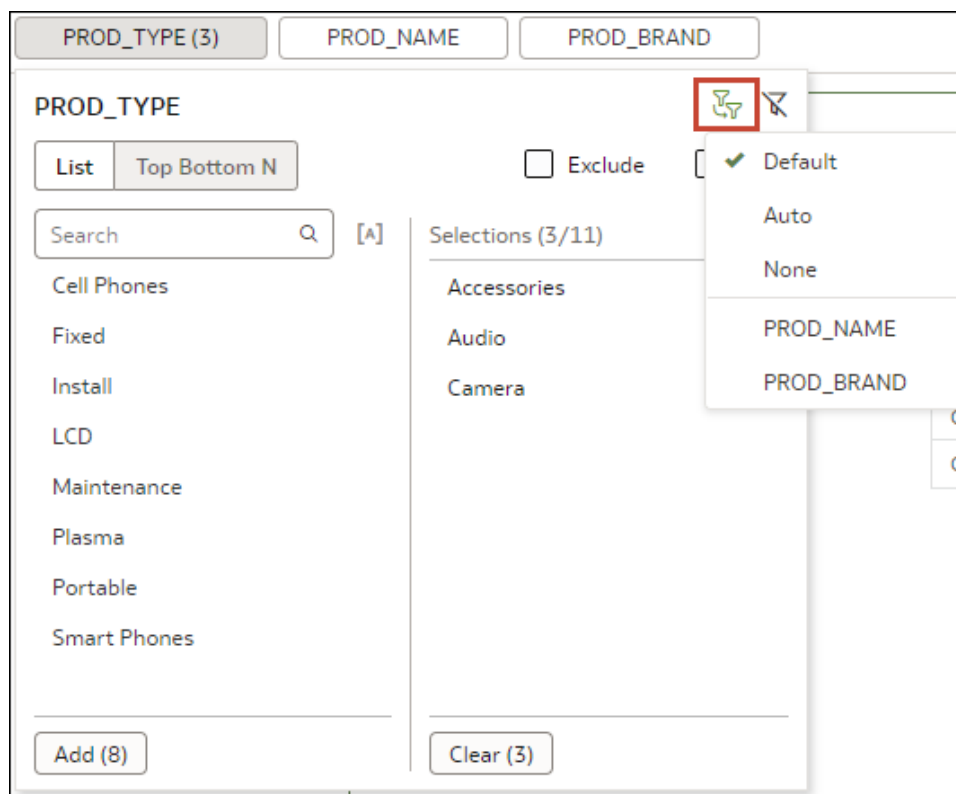 PROD_TYPE (3) PROD_NAME PROD_BRAND
PROD_TYPE
List Top Bottom N Exclude
Default
Auto
None
PROD_NAME
PROD_BRAND
Search [A]
Cell Phones
Fixed
Install
LCD
Maintenance
Plasma
Portable
Smart Phones
Add (8)
Selections (3/11)
Accessories
Audio
Camera
Clear (3)